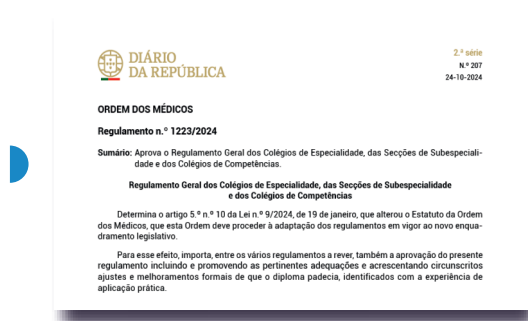 DIÁRIO
DA REPÚBLICA
2.ª série
N.º 207
24-10-2024
ORDEM DOS MÉDICOS
Regulamento n.º 1223/2024
Sumário: Aprova o Regulamento Geral dos Colégios de Especialidade, das Secções de Subespeciali-
dade e dos Colégios de Competências.
Regulamento Geral dos Colégios de Especialidade, das Secções de Subespecialidade
e dos Colégios de Competências
Determina o artigo 5.º n.º 10 da Lei n.º 9/2024, de 19 de janeiro, que alterou o Estatuto da Ordem
dos Médicos, que esta Ordem deve proceder à adaptação dos regulamentos em vigor ao novo enqua-
dramento legislativo.
Para esse efeito, importa, entre os vários regulamentos a rever, também a aprovação do presente
regulamento incluindo e promovendo as pertinentes adequações e acrescentando circunscritos
ajustes e melhoramentos formais de que o diploma padecia, identificados com a experiência de
aplicação prática.